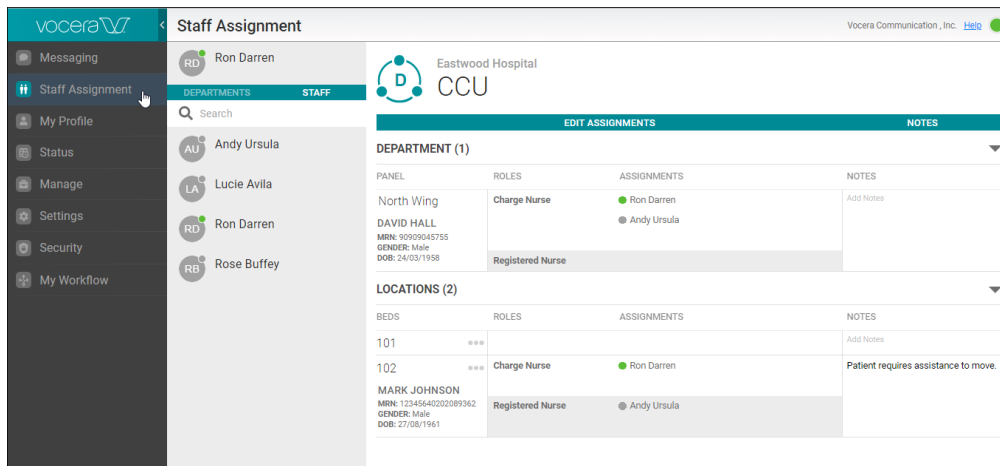 vocera
Staff Assignment
Vocera Communication , Inc. Help
Messaging
Staff Assignment
My Profile
Status
Manage
Settings
Security
My Workflow
RD Ron Darren
DEPARTMENTS STAFF
Search
AU Andy Ursula
LA Lucie Avila
RD Ron Darren
RB Rose Buffey
D
Eastwood Hospital
CCU
EDIT ASSIGNMENTS NOTES
DEPARTMENT (1)
PANEL ROLES ASSIGNMENTS NOTES
North Wing Charge Nurse Ron Darren Add Notes
Andy Ursula
DAVID HALL
MRN: 90909045755
GENDER: Male
DOB: 24/03/1958
Registered Nurse
LOCATIONS (2)
BEDS ROLES ASSIGNMENTS NOTES
101 Add Notes
102 Charge Nurse Ron Darren Patient requires assistance to move.
MARK JOHNSON
MRN: 12345640202089362
GENDER: Male
DOB: 27/08/1961
Registered Nurse Andy Ursula